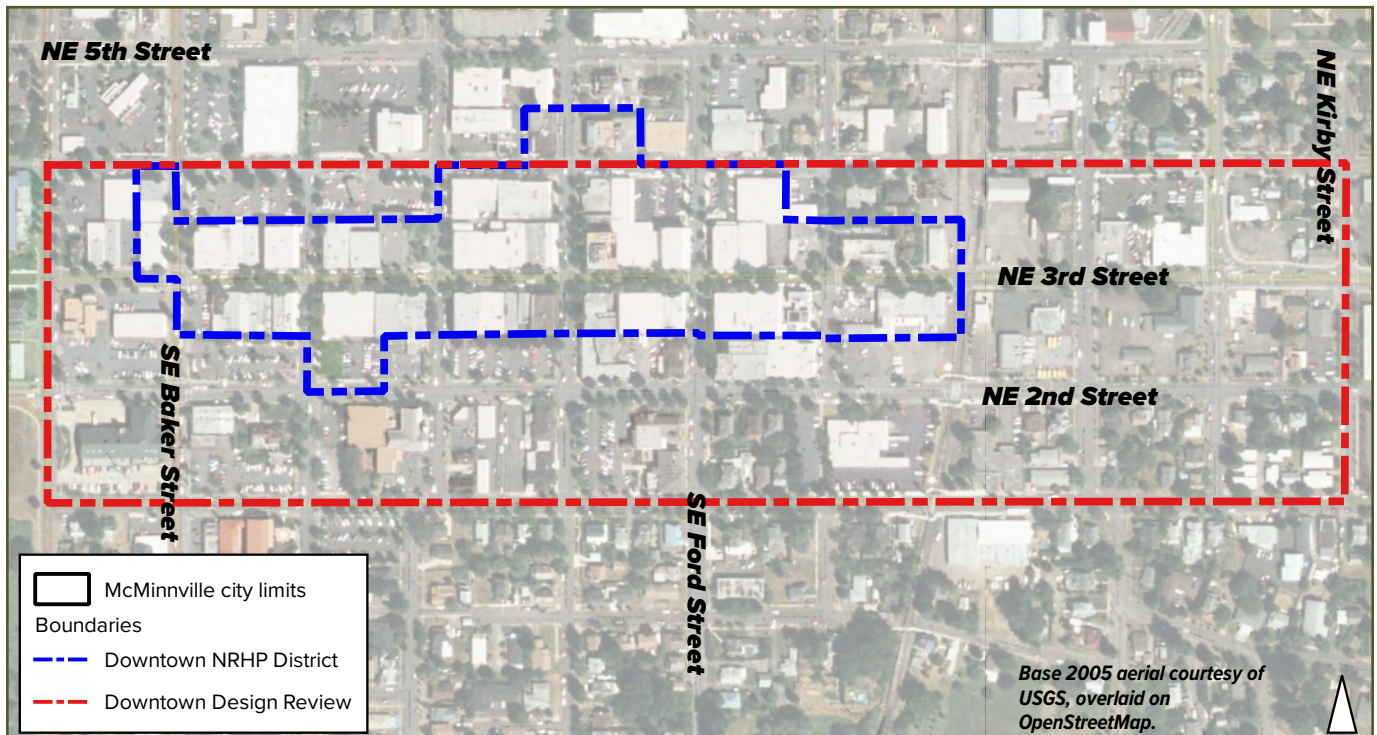 NE 5th Street
NE Kirby Street
NE 3rd Street
NE 2nd Street
SE Baker Street
SE Ford Street
McMinnville city limits
Boundaries
Downtown NRHP District
Downtown Design Review
Base 2005 aerial courtesy of
USGS, overlaid on
OpenStreetMap.